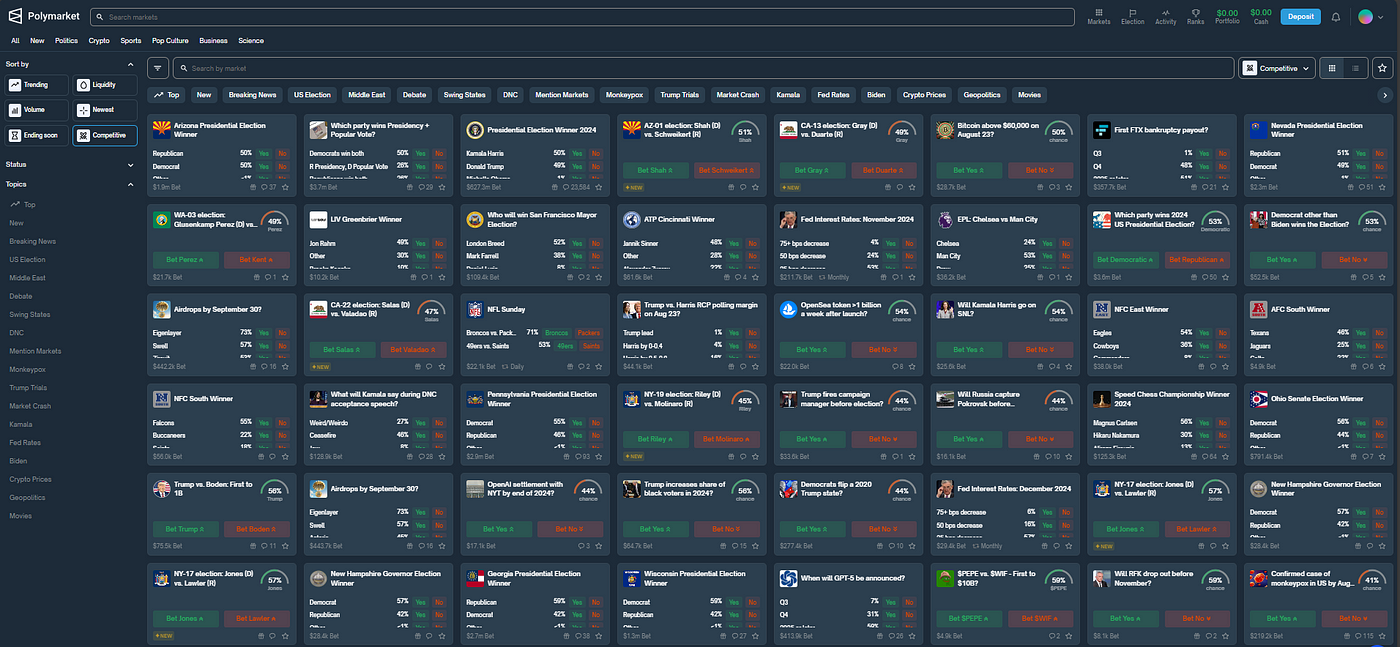 Polymarket
Search markets
Markets
Election
Activity
Ranks
$0.00
Portfolio
$0.00
Cash
Deposit
All New Politics Crypto Sports Pop Culture Business Science
Sort by
Trending
Liquidity
Volume
Newest
Ending soon
Competitive
Status
Topics
Top
New
Breaking News
US Election
Middle East
Debate
Swing States
DNC
Mention Markets
Monkeypox
Trump Trials
Market Crash
Kamala
Fed Rates
Biden
Crypto Prices
Geopolitics
Movies
Search by market
Competitive
Top New Breaking News US Election Middle East Debate Swing States DNC Mention Markets Monkeypox Trump Trials Market Crash Kamala Fed Rates Biden Crypto Prices Geopolitics Movies
Arizona Presidential Election
Winner
Republican 50% Yes No
Democrat 50% Yes No
$1.9m Bet 37
Which party wins Presidency +
Popular Vote?
Democrats win both 50% Yes No
R Presidency, D Popular Vote 26% Yes No
$3.7m Bet 29
Presidential Election Winner 2024
Kamala Harris 50% Yes No
Donald Trump 49% Yes No
$627.3m Bet 23,584
AZ-01 election: Shah (D)
vs. Schweikert (R)
51%
Shah
Bet Shah
Bet Schweikert
NEW
CA-13 election: Gray (D)
vs. Duarte (R)
49%
Gray
Bet Gray
Bet Duarte
NEW
Bitcoin above $60,000 on
August 23?
50%
chance
Bet Yes
Bet No
$28.7k Bet 3
First FTX bankruptcy payout?
Q3 1% Yes No
Q4 48% Yes No
$357.7k Bet 21
Nevada Presidential Election
Winner
Republican 51% Yes No
Democrat 49% Yes No
$2.3m Bet 51
WA-03 election:
Glusenkamp Perez (D) vs...
49%
Perez
Bet Perez
Bet Kent
$21.7k Bet 1
LIV Greenbrier Winner
Jon Rahm 49% Yes No
Other 30% Yes No
$10.2k Bet 1
Who will win San Francisco Mayor
Election?
London Breed 52% Yes No
Mark Farrell 38% Yes No
$109.4k Bet 2
ATP Cincinnati Winner
Jannik Sinner 48% Yes No
Other 28% Yes No
$61.6k Bet 4
Fed Interest Rates: November 2024
75+ bps decrease 4% Yes No
50 bps decrease 24% Yes No
$211.7k Bet Monthly 1
EPL: Chelsea vs Man City
Chelsea 24% Yes No
Man City 53% Yes No
$36.2k Bet 1
Which party wins 2024
US Presidential Election?
53%
Democratic
Bet Democratic
Bet Republican
$3.6m Bet 50
Democrat other than
Biden wins the Election?
53%
chance
Bet Yes
Bet No
$52.5k Bet 5
Airdrops by September 30?
Eigenlayer 73% Yes No
Swell 57% Yes No
$442.2k Bet 16
CA-22 election: Salas (D)
vs. Valadao (R)
47%
Salas
Bet Salas
Bet Valadao
NEW
NFL Sunday
Broncos vs. Pack... 71% Broncos Packers
49ers vs. Saints 53% 49ers Saints
$22.1k Bet Daily 2
Trump vs. Harris RCP polling margin
on Aug 23?
Trump lead 1% Yes No
Harris by 0-0.4 4% Yes No
$44.1k Bet
OpenSea token >1 billion
a week after launch?
54%
chance
Bet Yes
Bet No
$22.0k Bet 8
Will Kamala Harris go on
SNL?
54%
chance
Bet Yes
Bet No
$25.6k Bet 4
NFC East Winner
Eagles 54% Yes No
Cowboys 36% Yes No
$38.0k Bet
AFC South Winner
Texans 46% Yes No
Jaguars 25% Yes No
$4.9k Bet 6
NFC South Winner
Falcons 55% Yes No
Buccaneers 22% Yes No
$56.0k Bet
What will Kamala say during DNC
acceptance speech?
Weird/Weirdo 27% Yes No
Ceasefire 46% Yes No
$128.9k Bet 28
Pennsylvania Presidential Election
Winner
Democrat 55% Yes No
Republican 46% Yes No
$2.9m Bet 93
NY-19 election: Riley (D)
vs. Molinaro (R)
45%
Riley
Bet Riley
Bet Molinaro
NEW
Trump fires campaign
manager before election?
44%
chance
Bet Yes
Bet No
$33.6k Bet 1
Will Russia capture
Pokrovsk before...
44%
chance
Bet Yes
Bet No
$16.1k Bet 10
Speed Chess Championship Winner
2024
Magnus Carlsen 56% Yes No
Hikaru Nakamura 30% Yes No
$125.3k Bet 64
Ohio Senate Election Winner
Democrat 56% Yes No
Republican 44% Yes No
$791.4k Bet 7
Trump vs. Boden: First to
1B
56%
Trump
Bet Trump
Bet Boden
$75.5k Bet 11
Airdrops by September 30?
Eigenlayer 73% Yes No
Swell 57% Yes No
$443.7k Bet 16
OpenAI settlement with
NYT by end of 2024?
44%
chance
Bet Yes
Bet No
$17.1k Bet 3
Trump increases share of
black voters in 2024?
56%
chance
Bet Yes
Bet No
$64.7k Bet 15
Democrats flip a 2020
Trump state?
44%
chance
Bet Yes
Bet No
$277.4k Bet 10
Fed Interest Rates: December 2024
75+ bps decrease 6% Yes No
50 bps decrease 16% Yes No
$29.4k Bet Monthly
NY-17 election: Jones (D)
vs. Lawler (R)
57%
Jones
Bet Jones
Bet Lawler
NEW
New Hampshire Governor Election
Winner
Democrat 57% Yes No
Republican 42% Yes No
$28.4k Bet
NY-17 election: Jones (D)
vs. Lawler (R)
57%
Jones
Bet Jones
Bet Lawler
NEW
New Hampshire Governor Election
Winner
Democrat 57% Yes No
Republican 42% Yes No
$28.4k Bet
Georgia Presidential Election
Winner
Republican 59% Yes No
Democrat 42% Yes No
$2.7m Bet 38
Wisconsin Presidential Election
Winner
Democrat 59% Yes No
Republican 42% Yes No
$1.3m Bet 27
When will GPT-5 be announced?
Q3 7% Yes No
Q4 31% Yes No
$413.9k Bet 26
$PEPE vs. $WIF - First to
$10B?
59%
$PEPE
Bet $PEPE
Bet $WIF
$4.9k Bet 2
Will RFK drop out before
November?
59%
chance
Bet Yes
Bet No
$8.1k Bet 2
Confirmed case of
monkeypox in US by Aug...
41%
chance
Bet Yes
Bet No
$219.2k Bet 115